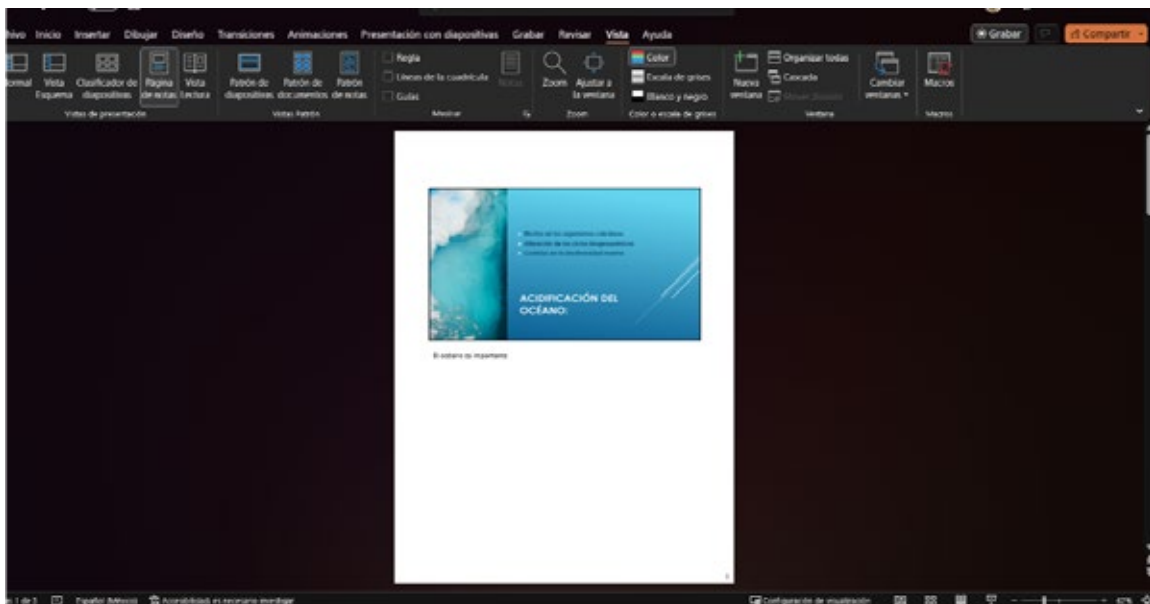 Inicio Insertar Dibujar Diseño Transiciones Animaciones Presentación con diapositivas Grabar Revisar Vista Ayuda Grabar Compartir
Vista Esquema
Clasificador de diapositivas
Página de notas
Vista Lectura
Vistas de presentación
Patrón de diapositivas
Patrón de documentos
Patrón de notas
Vistas Patrón
Regla
Líneas de la cuadrícula
Guías
Notas
Mostrar
Zoom
Ajustar a la ventana
Zoom
Color
Escala de grises
Blanco y negro
Color o escala de grises
Nueva ventana
Organizar todas
Cascada
Ventana
Cambiar ventanas
Macros
Macros
ACIDIFICACIÓN DEL
OCÉANO:
1 de 5 Español (México) Accesibilidad: es necesario investigar Configuración de visualización